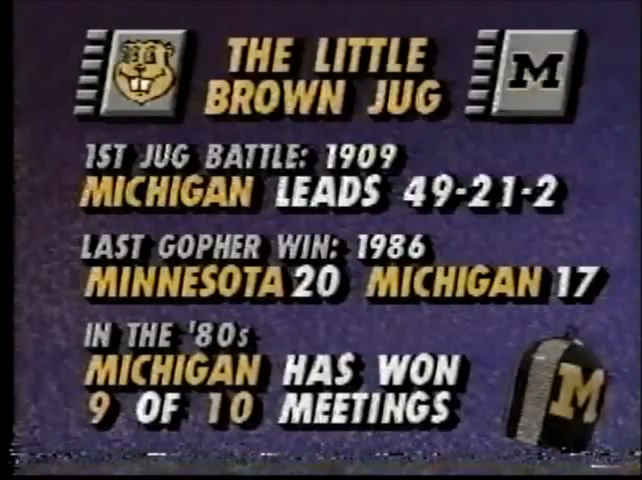 THE LITTLE
BROWN JUG
M
1ST JUG BATTLE: 1909
MICHIGAN LEADS 49-21-2
LAST GOPHER WIN: 1986
MINNESOTA 20 MICHIGAN 17
IN THE '80s
MICHIGAN HAS WON
9 OF 10 MEETINGS
M